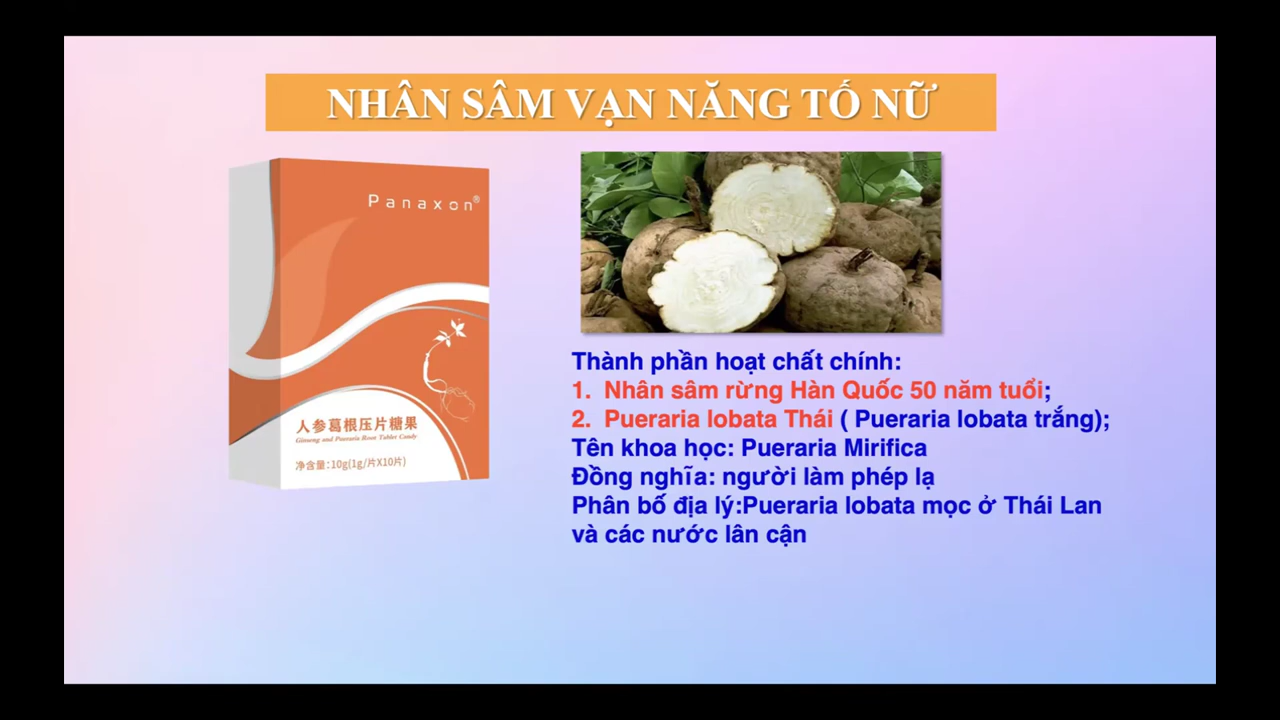 NHÂN SÂM VẠN NĂNG TỐ NỮ
Panaxon®
人参葛根压片糖果
Ginseng and Pueraria Root Tablet Candy
净含量:10g(1g/片X10片)
Thành phần hoạt chất chính:
1. Nhân sâm rừng Hàn Quốc 50 năm tuổi;
2. Pueraria lobata Thái ( Pueraria lobata trắng);
Tên khoa học: Pueraria Mirifica
Đồng nghĩa: người làm phép lạ
Phân bố địa lý:Pueraria lobata mọc ở Thái Lan
và các nước lân cận